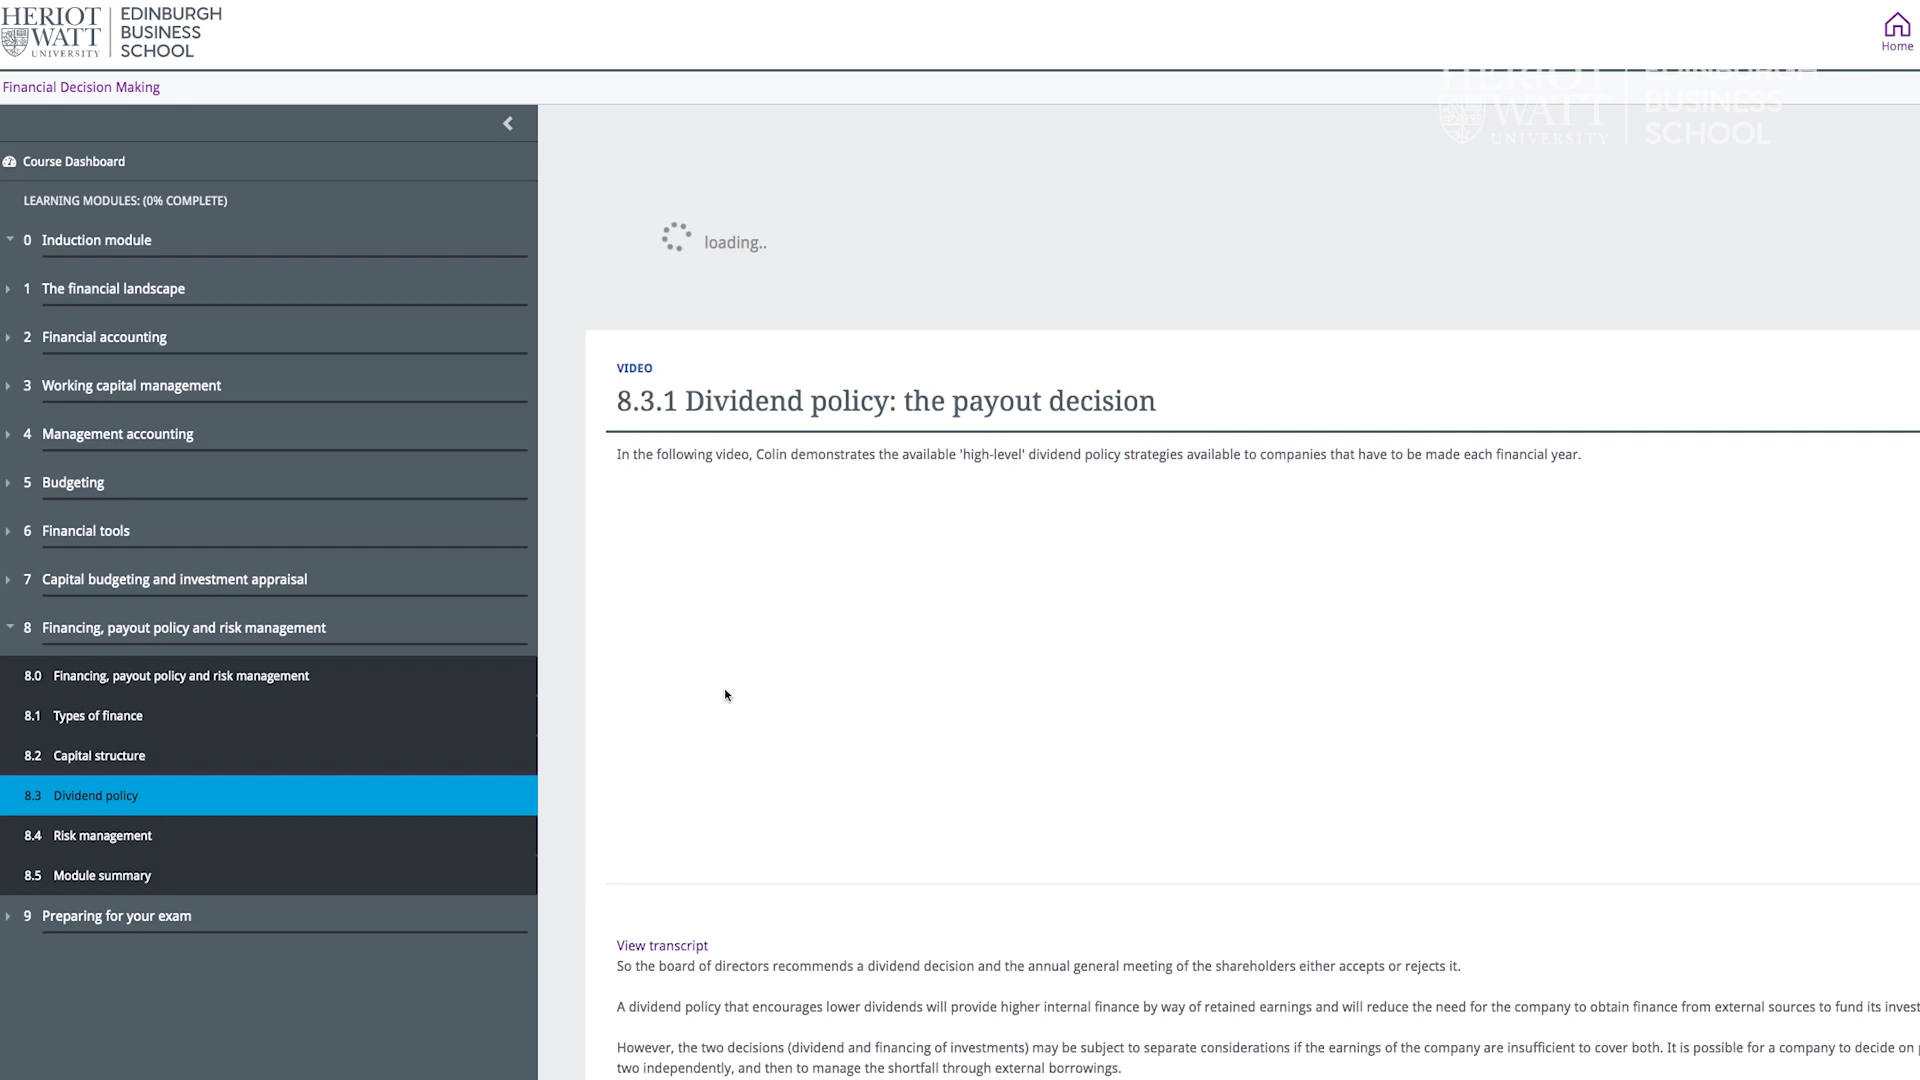 HERIOT WATT UNIVERSITY
EDINBURGH BUSINESS SCHOOL
Home
Financial Decision Making
WATT UNIVERSITY
BUSINESS SCHOOL
Course Dashboard
LEARNING MODULES: (0% COMPLETE)
0 Induction module
1 The financial landscape
2 Financial accounting
3 Working capital management
4 Management accounting
5 Budgeting
6 Financial tools
7 Capital budgeting and investment appraisal
8 Financing, payout policy and risk management
8.0 Financing, payout policy and risk management
8.1 Types of finance
8.2 Capital structure
8.3 Dividend policy
8.4 Risk management
8.5 Module summary
9 Preparing for your exam
loading..
VIDEO
8.3.1 Dividend policy: the payout decision
In the following video, Colin demonstrates the available 'high-level' dividend policy strategies available to companies that have to be made each financial year.
View transcript
So the board of directors recommends a dividend decision and the annual general meeting of the shareholders either accepts or rejects it.
A dividend policy that encourages lower dividends will provide higher internal finance by way of retained earnings and will reduce the need for the company to obtain finance from external sources to fund its invest
However, the two decisions (dividend and financing of investments) may be subject to separate considerations if the earnings of the company are insufficient to cover both. It is possible for a company to decide on
two independently, and then to manage the shortfall through external borrowings.